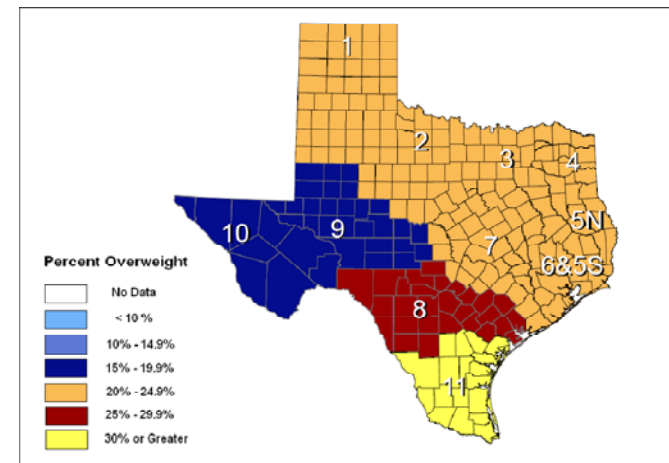 1
2
3
4
5N
10
9
7
6&5S
8
11
Percent Overweight
No Data
< 10 %
10% - 14.9%
15% - 19.9%
20% - 24.9%
25% - 29.9%
30% or Greater